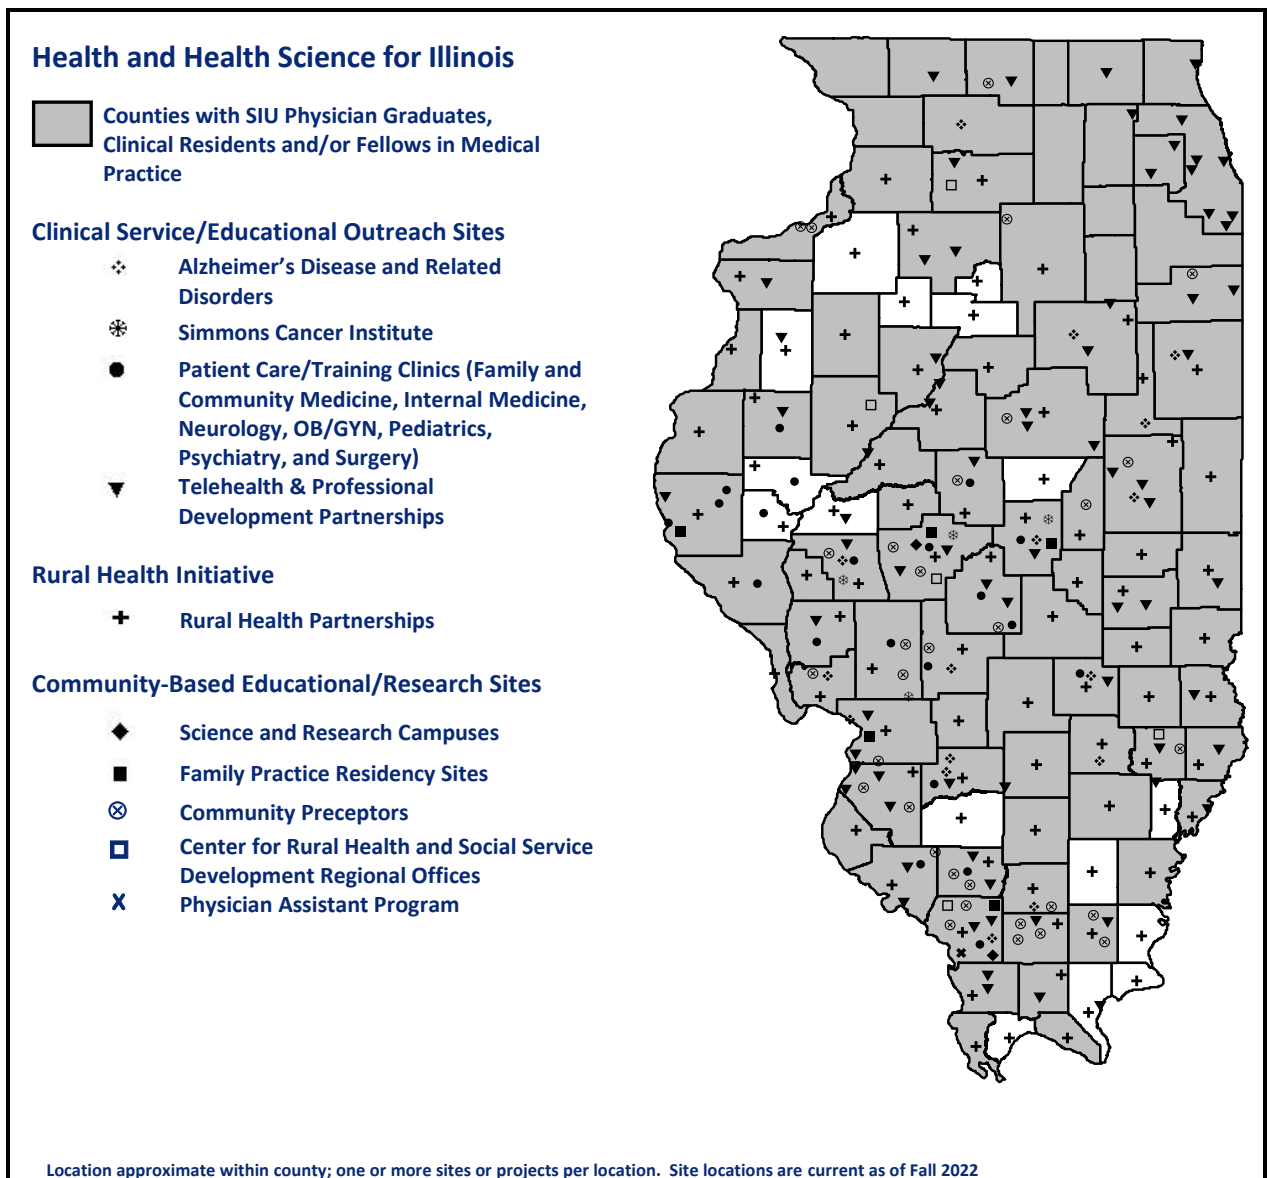 Health and Health Science for Illinois
Counties with SIU Physician Graduates,
Clinical Residents and/or Fellows in Medical
Practice
Clinical Service/Educational Outreach Sites
Alzheimer’s Disease and Related
Disorders
Simmons Cancer Institute
Patient Care/Training Clinics (Family and
Community Medicine, Internal Medicine,
Neurology, OB/GYN, Pediatrics,
Psychiatry, and Surgery)
Telehealth & Professional
Development Partnerships
Rural Health Initiative
Rural Health Partnerships
Community-Based Educational/Research Sites
Science and Research Campuses
Family Practice Residency Sites
Community Preceptors
Center for Rural Health and Social Service
Development Regional Offices
Physician Assistant Program
Location approximate within county; one or more sites or projects per location.  Site locations are current as of Fall 2022